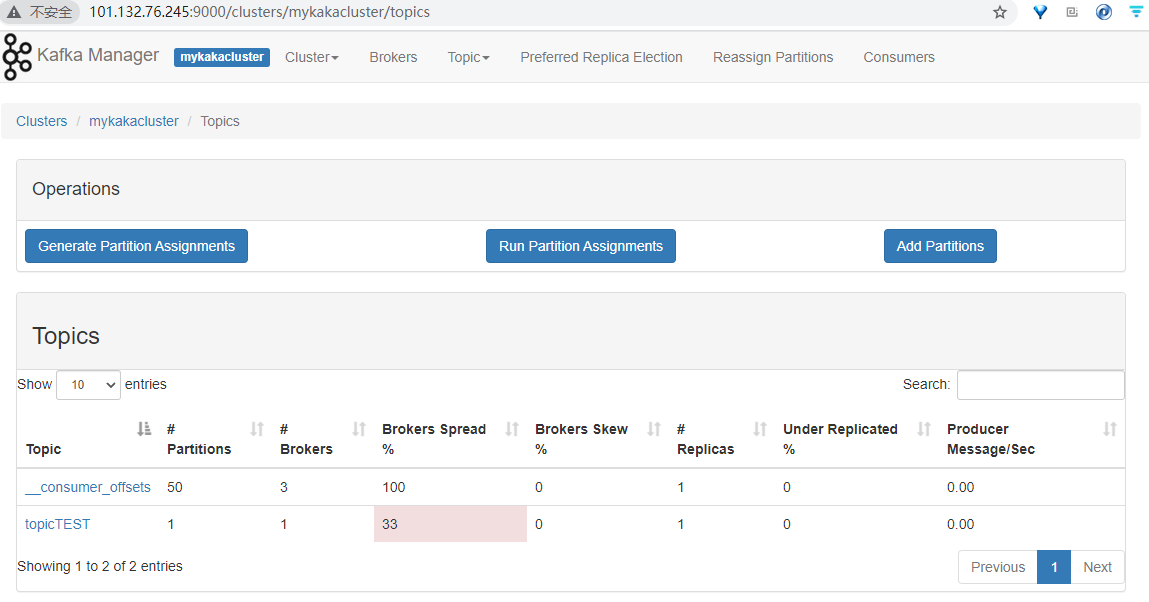 不安全 101.132.76.245:9000/clusters/mykakacluster/topics
Kafka Manager mykakacluster Cluster Brokers Topic Preferred Replica Election Reassign Partitions Consumers
Clusters / mykakacluster / Topics
Operations
Generate Partition Assignments Run Partition Assignments Add Partitions
Topics
Show 10 entries Search:
Topic # Partitions # Brokers Brokers Spread % Brokers Skew % # Replicas Under Replicated % Producer Message/Sec
__consumer_offsets 50 3 100 0 1 0 0.00
topicTEST 1 1 33 0 1 0 0.00
Showing 1 to 2 of 2 entries Previous 1 Next